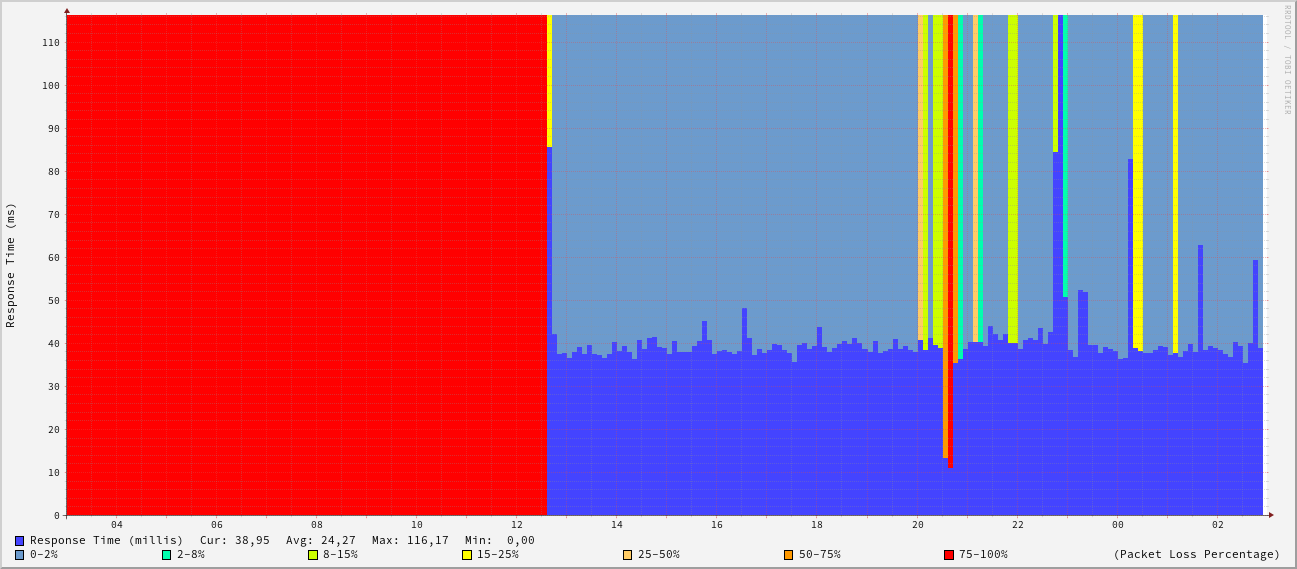 RRDTOOL / TOBI OETIKER
Response Time (ms)
110
100
90
80
70
60
50
40
30
20
10
0
04 06 08 10 12 14 16 18 20 22 00 02
Response Time (millis) Cur: 38,95 Avg: 24,27 Max: 116,17 Min: 0,00
0-2% 2-8% 8-15% 15-25% 25-50% 50-75% 75-100% (Packet Loss Percentage)